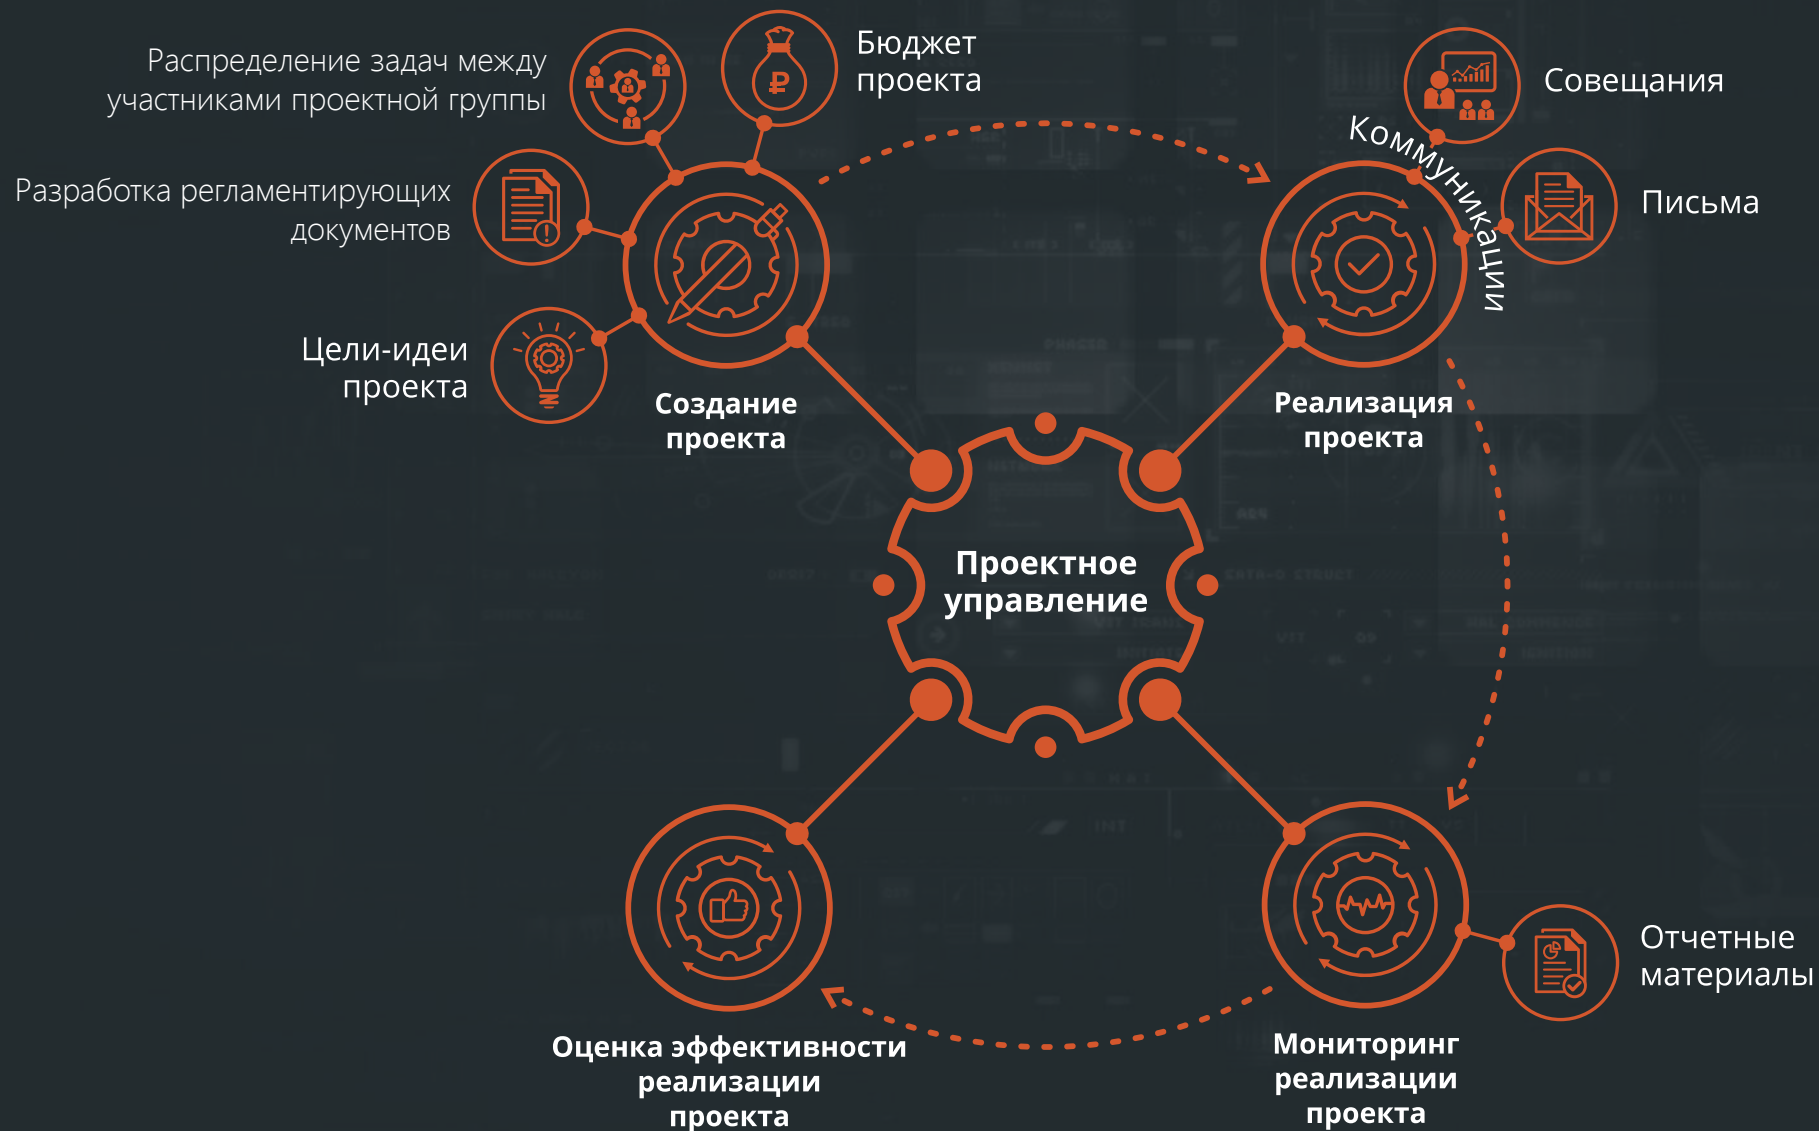 Распределение задач между
участниками проектной группы
Бюджет
проекта
Совещания
Коммуникации
Письма
Разработка регламентирующих
документов
Цели-идеи
проекта
Создание
проекта
Реализация
проекта
Проектное
управление
Отчетные
материалы
Оценка эффективности
реализации
проекта
Мониторинг
реализации
проекта